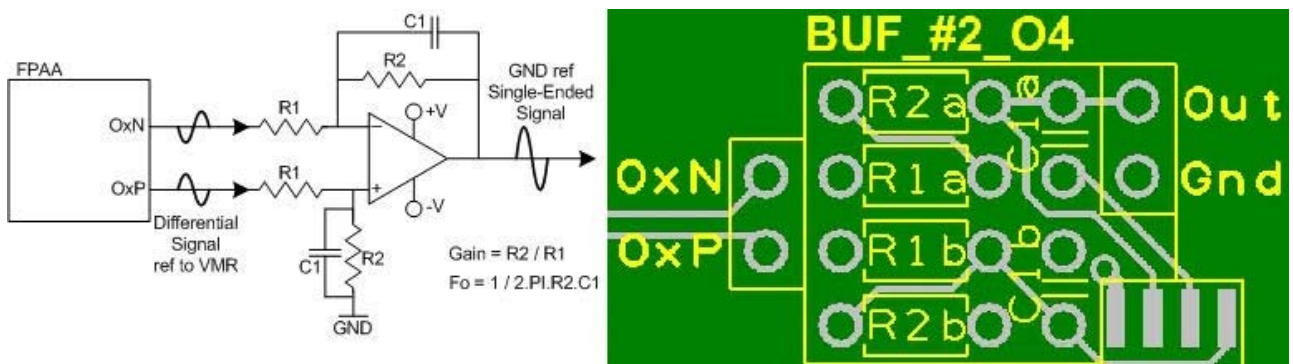 FPAA
OxN
OxP
R1
R1
C1
R2
+V
-V
C1
R2
GND
GND ref
Single-Ended
Signal
Differential
Signal
ref to VMR
Gain = R2 / R1
Fo = 1 / 2.PI.R2.C1
BUF_#2_O4
R2a
C1a
Out
OxN
R1a
Gnd
OxP
R1b
C1b
R2b